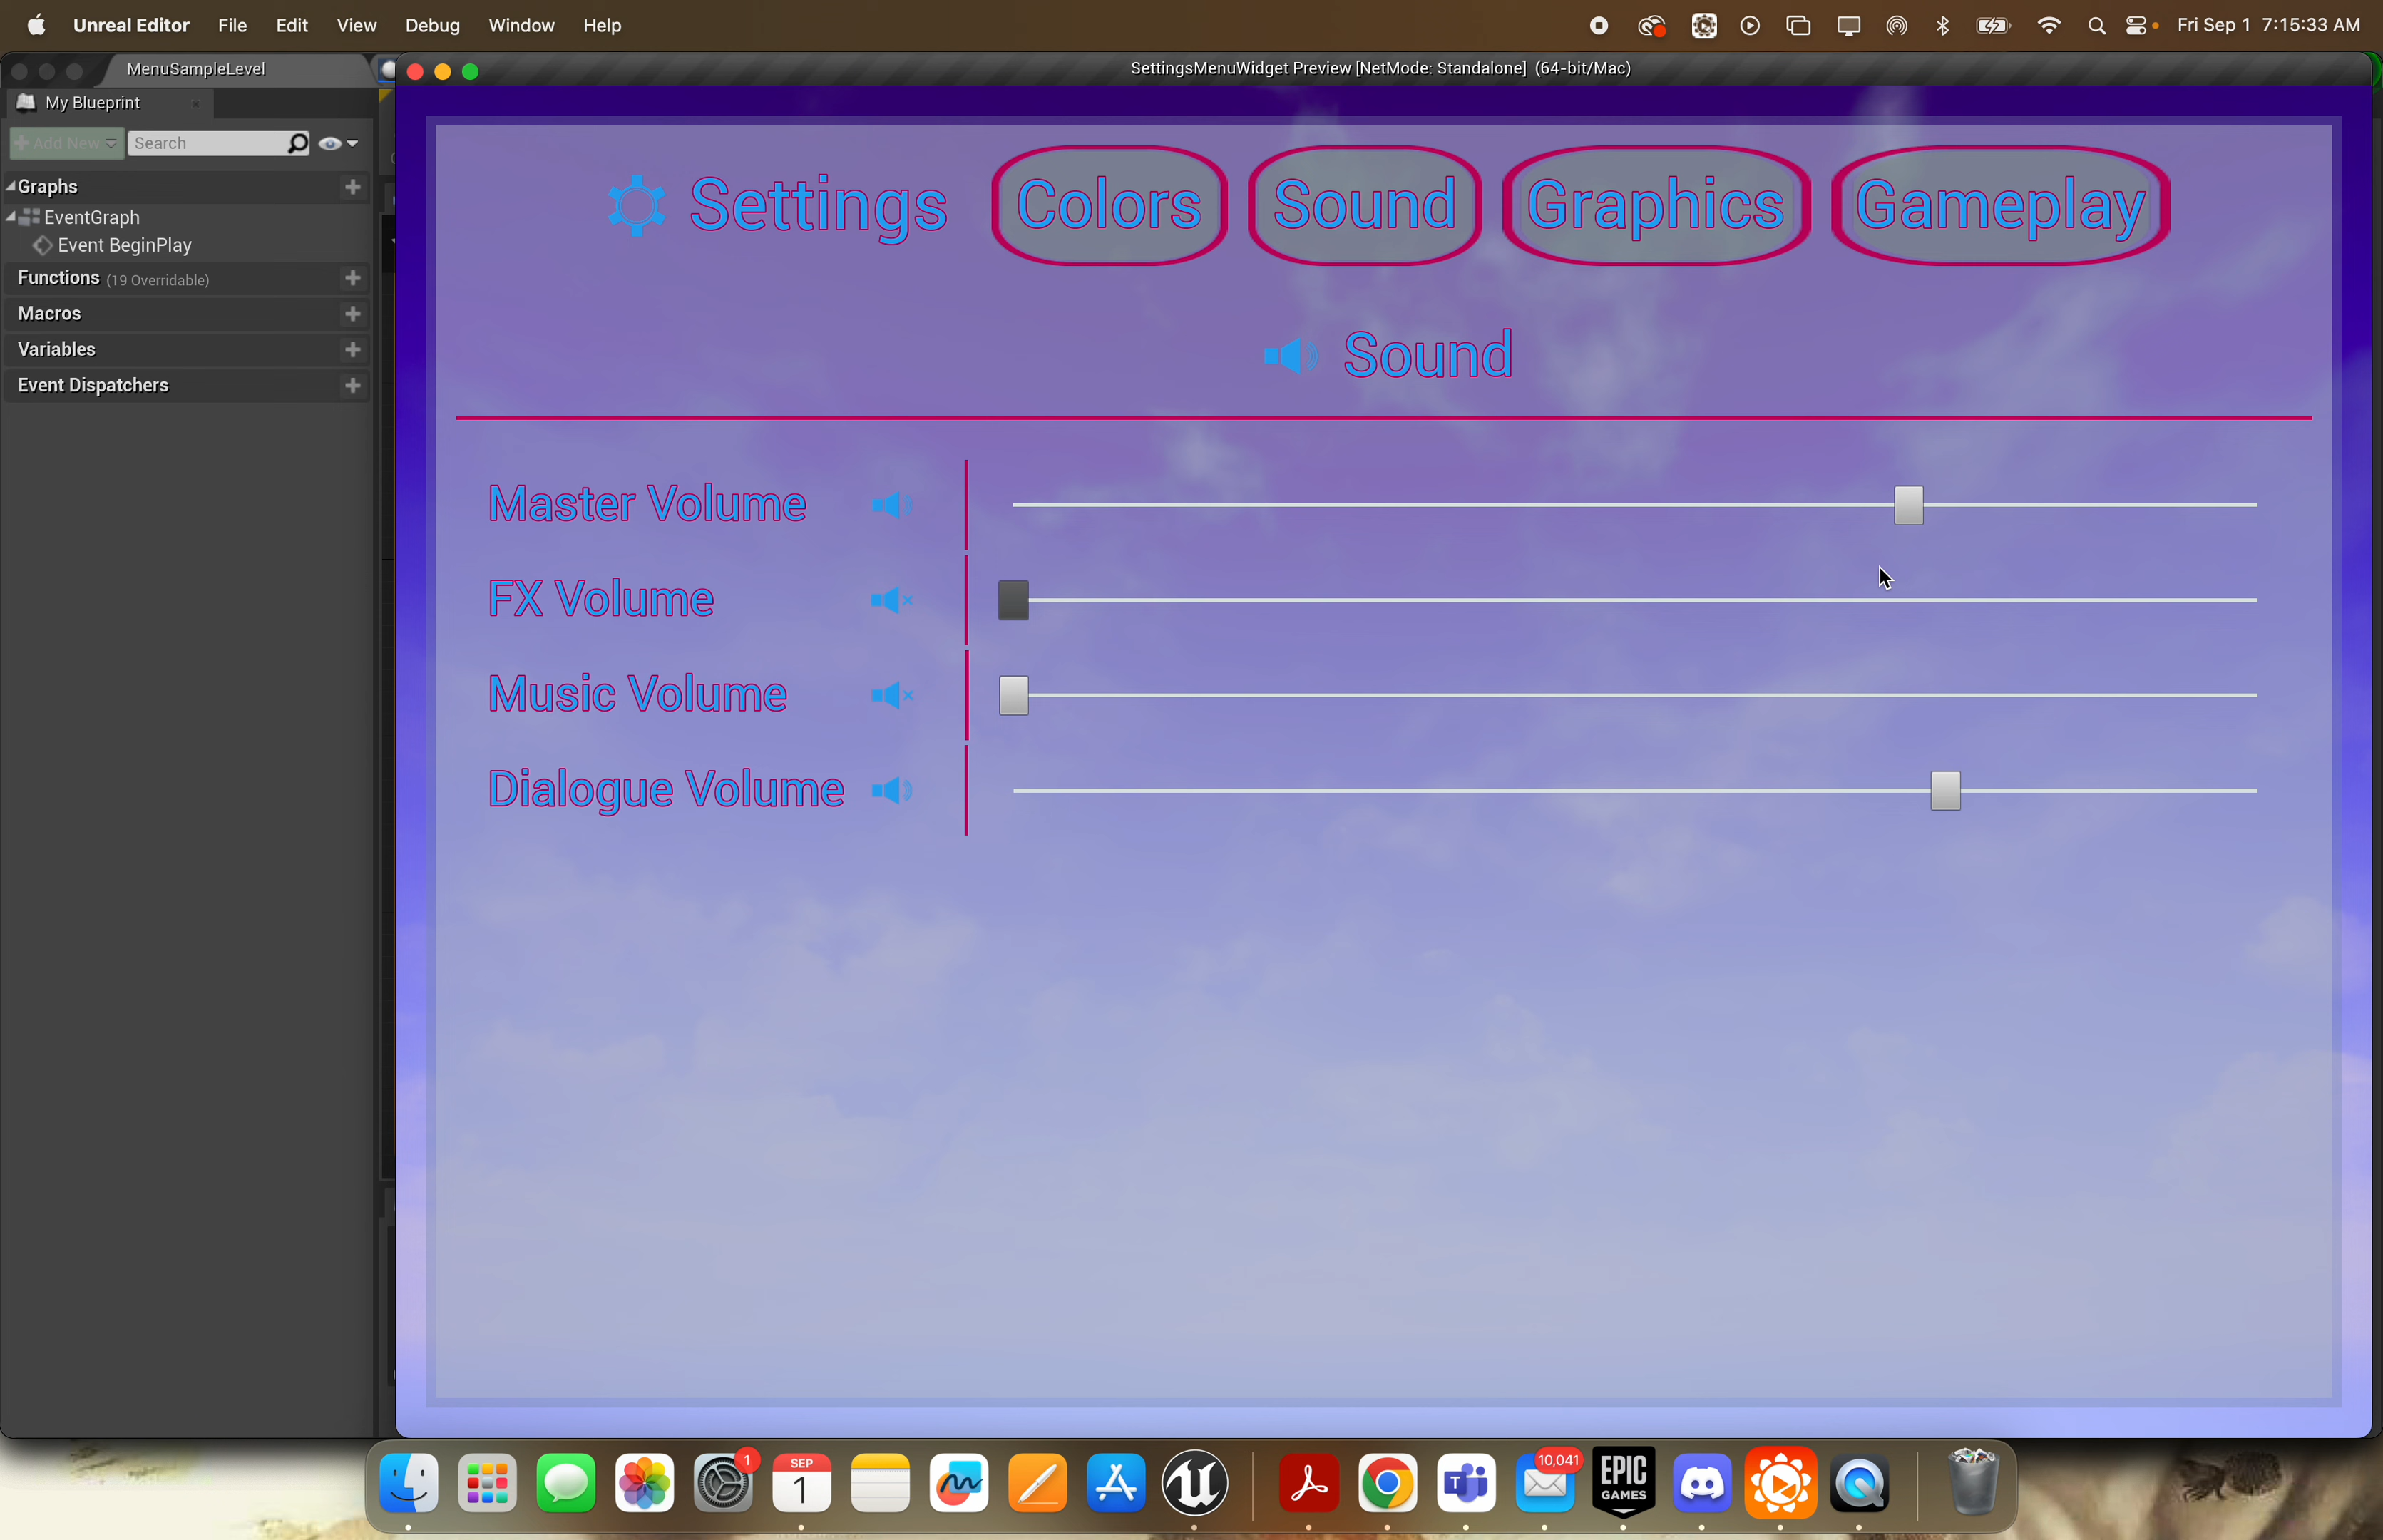 Unreal Editor File Edit View Debug Window Help Fri Sep 1 7:15:33 AM
MenuSampleLevel
SettingsMenuWidget Preview [NetMode: Standalone] (64-bit/Mac)
My Blueprint
Add New
Search
Graphs
EventGraph
Event BeginPlay
Functions (19 Overridable)
Macros
Variables
Event Dispatchers
Settings Colors Sound Graphics Gameplay
Sound
Master Volume
FX Volume
Music Volume
Dialogue Volume
1
SEP
1
T
10,041
EPIC
GAMES